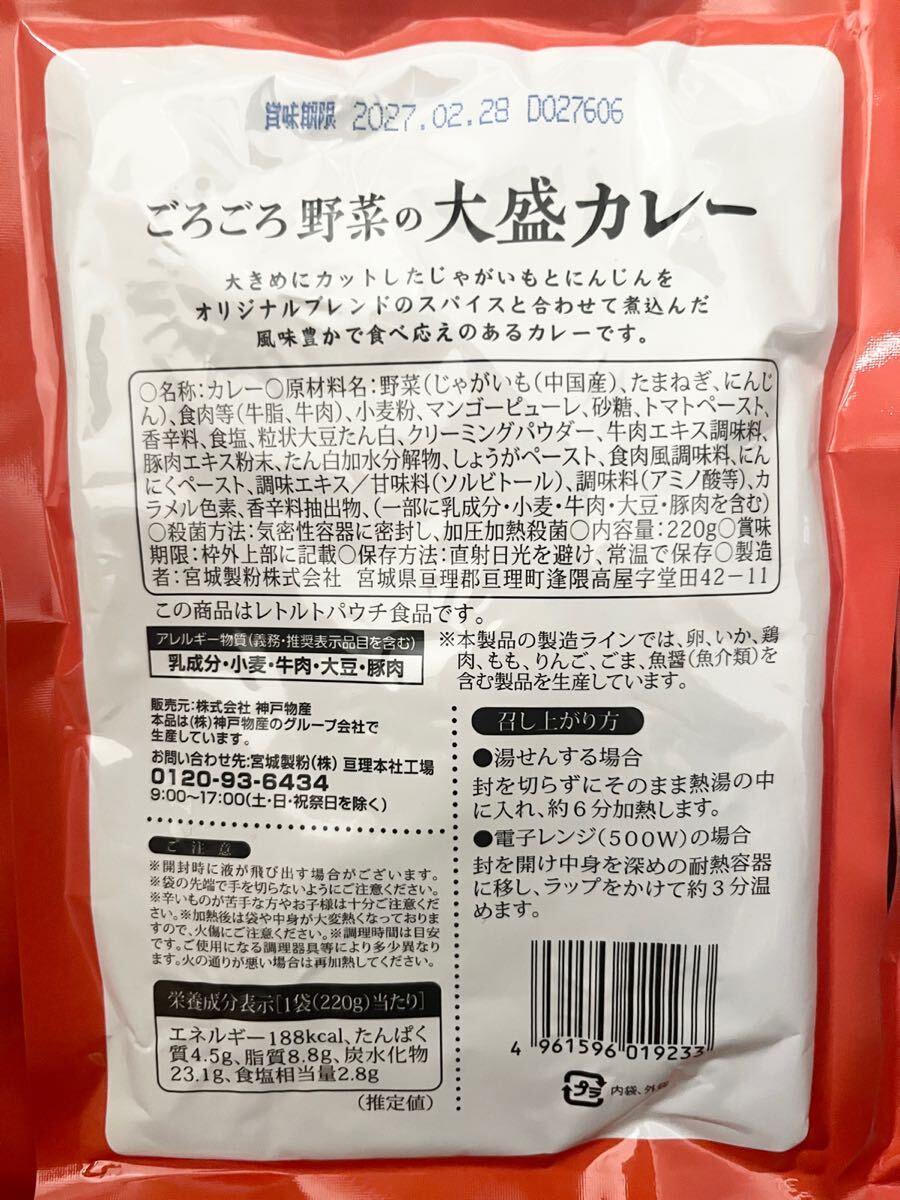 賞味期限 2027.02.28 D027606
ごろごろ野菜の大盛カレー
大きめにカットしたじゃがいもとにんじんを
オリジナルブレンドのスパイスと合わせて煮込んだ
風味豊かで食べ応えのあるカレーです。
○名称:カレー○原材料名:野菜(じゃがいも(中国産)、たまねぎ、にんじ
ん)、食肉等(牛脂、牛肉)、小麦粉、マンゴーピューレ、砂糖、トマトペースト、
香辛料、食塩、粒状大豆たん白、クリーミングパウダー、牛肉エキス調味料、
豚肉エキス粉末、たん白加水分解物、しょうがペースト、食肉風調味料、にん
にくペースト、調味エキス/甘味料(ソルビトール)、調味料(アミノ酸等)、カ
ラメル色素、香辛料抽出物、(一部に乳成分・小麦・牛肉・大豆・豚肉を含む)
○殺菌方法:気密性容器に密封し、加圧加熱殺菌○内容量:220g○賞味
期限:枠外上部に記載○保存方法:直射日光を避け、常温で保存○製造
者:宮城製粉株式会社 宮城県亘理郡亘理町逢隈高屋字堂田42-11
この商品はレトルトパウチ食品です。
アレルギー物質(義務・推奨表示品目を含む)
乳成分・小麦・牛肉・大豆・豚肉
※本製品の製造ラインでは、卵、いか、鶏
肉、もも、りんご、ごま、魚醤(魚介類)を
含む製品を生産しています。
販売元:株式会社 神戸物産
本品は(株)神戸物産のグループ会社で
生産しています。
お問い合わせ先:宮城製粉(株) 亘理本社工場
0120-93-6434
9:00～17:00(土・日・祝祭日を除く)
ご注意
※開封時に液が飛び出す場合がございます。
※袋の先端で手を切らないようにご注意ください。
※辛いものが苦手な方やお子様は十分ご注意くだ
さい。※加熱後は袋や中身が大変熱くなっておりま
すので、火傷にご注意ください。※調理時間は目安
です。ご使用になる調理器具等により多少異なり
ます。火の通りが悪い場合は再加熱してください。
栄養成分表示[1袋(220g)当たり]
エネルギー188kcal、たんぱく
質4.5g、脂質8.8g、炭水化物
23.1g、食塩相当量2.8g
(推定値)
召し上がり方
●湯せんする場合
封を切らずにそのまま熱湯の中
に入れ、約6分加熱します。
●電子レンジ(500W)の場合
封を開け中身を深めの耐熱容器
に移し、ラップをかけて約3分温
めます。
4 961596 019233
プラ 内袋、外袋